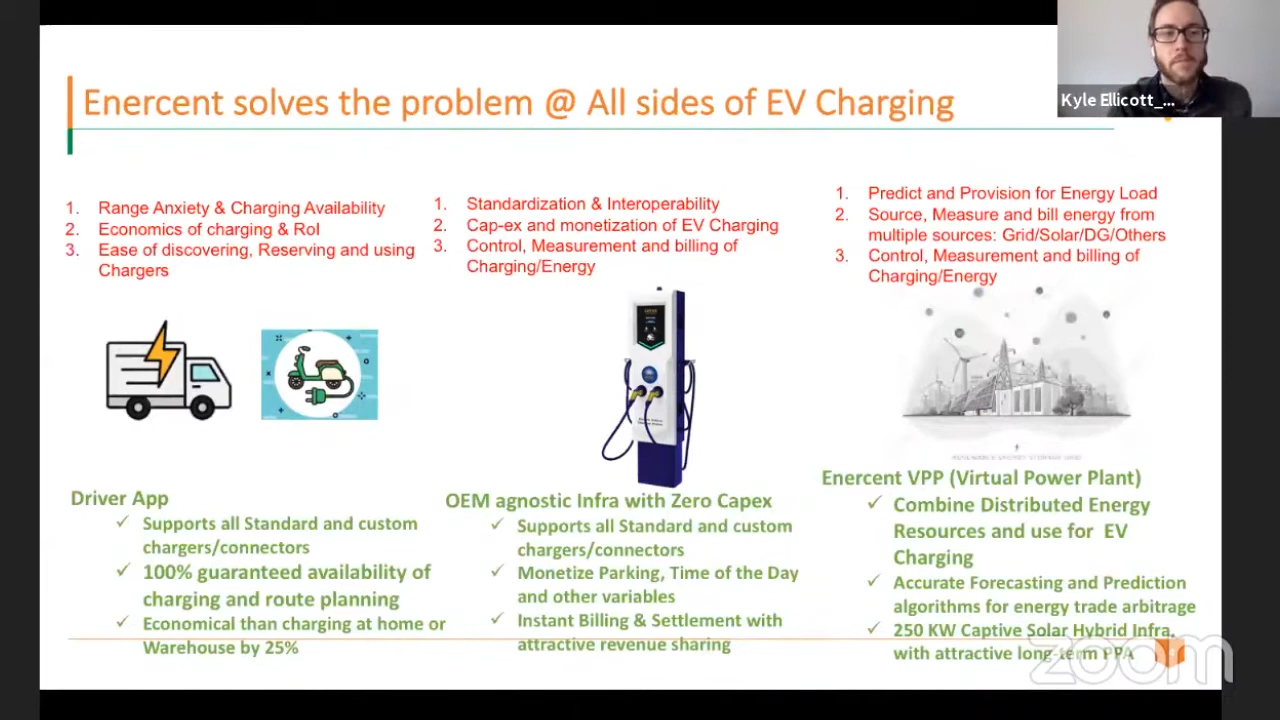 Enercent solves the problem @ All sides of EV Charging
Kyle Ellicott_...
1. Range Anxiety & Charging Availability
2. Economics of charging & RoI
3. Ease of discovering, Reserving and using
Chargers
1. Standardization & Interoperability
2. Cap-ex and monetization of EV Charging
3. Control, Measurement and billing of
Charging/Energy
1. Predict and Provision for Energy Load
2. Source, Measure and bill energy from
multiple sources: Grid/Solar/DG/Others
3. Control, Measurement and billing of
Charging/Energy
Driver App
✓ Supports all Standard and custom
chargers/connectors
✓ 100% guaranteed availability of
charging and route planning
✓ Economical than charging at home or
Warehouse by 25%
OEM agnostic Infra with Zero Capex
✓ Supports all Standard and custom
chargers/connectors
✓ Monetize Parking, Time of the Day
and other variables
✓ Instant Billing & Settlement with
attractive revenue sharing
Enercent VPP (Virtual Power Plant)
✓ Combine Distributed Energy
Resources and use for EV
Charging
✓ Accurate Forecasting and Prediction
algorithms for energy trade arbitrage
✓ 250 KW Captive Solar Hybrid Infra,
with attractive long-term PPA
zoom